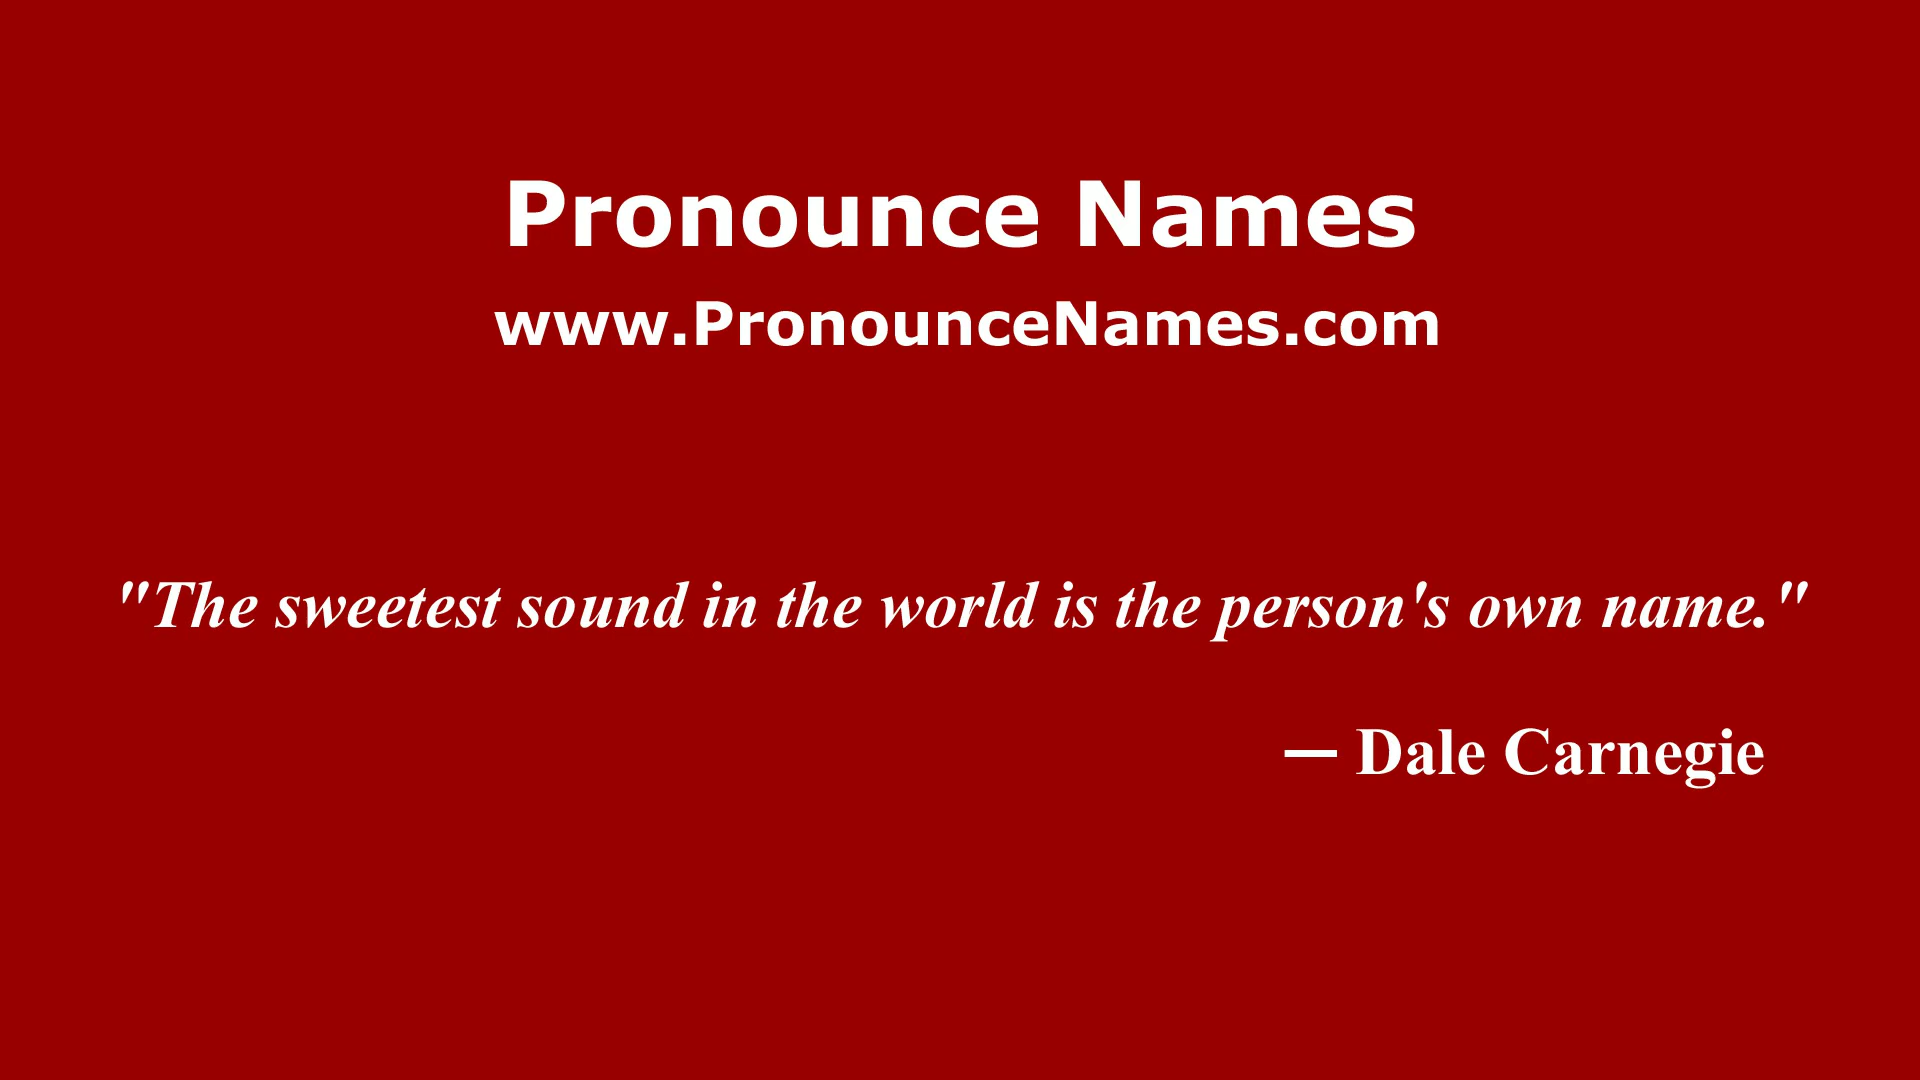 Pronounce Names
www.PronounceNames.com
"The sweetest sound in the world is the person's own name."
— Dale Carnegie